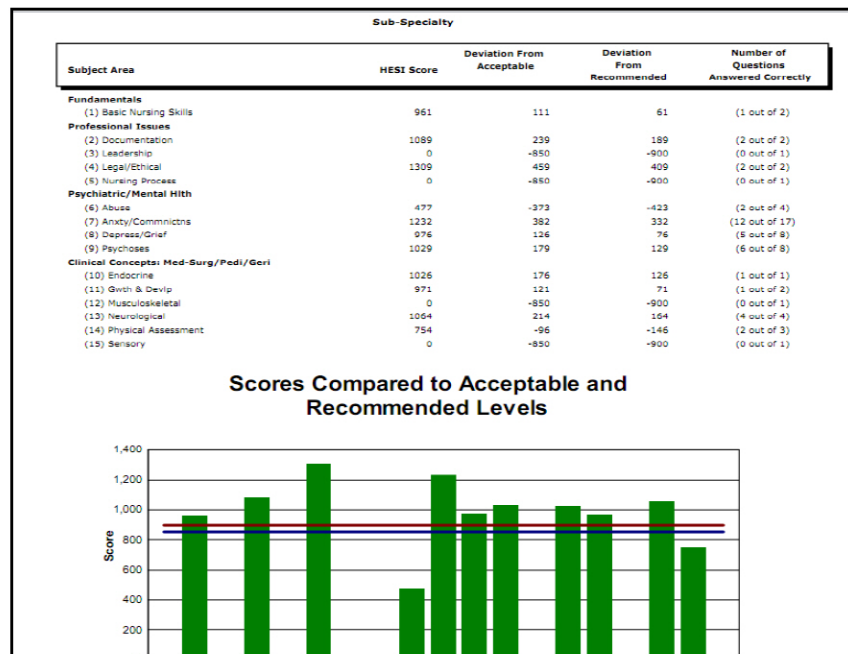 Sub-Specialty
Subject Area HESI Score Deviation From Acceptable Deviation From Recommended Number of Questions Answered Correctly
Fundamentals
(1) Basic Nursing Skills 961 111 61 (1 out of 2)
Professional Issues
(2) Documentation 1089 239 189 (2 out of 2)
(3) Leadership 0 -850 -900 (0 out of 1)
(4) Legal/Ethical 1309 459 409 (2 out of 2)
(5) Nursing Process 0 -850 -900 (0 out of 1)
Psychiatric/Mental Hlth
(6) Abuse 477 -373 -423 (2 out of 4)
(7) Anxty/Commnictns 1232 382 332 (12 out of 17)
(8) Depress/Grief 976 126 76 (5 out of 8)
(9) Psychoses 1029 179 129 (6 out of 8)
Clinical Concepts: Med-Surg/Pedi/Geri
(10) Endocrine 1026 176 126 (1 out of 1)
(11) Gwth & Devlp 971 121 71 (1 out of 2)
(12) Musculoskeletal 0 -850 -900 (0 out of 1)
(13) Neurological 1064 214 164 (4 out of 4)
(14) Physical Assessment 754 -96 -146 (2 out of 3)
(15) Sensory 0 -850 -900 (0 out of 1)
Scores Compared to Acceptable and
Recommended Levels
1,400
1,200
1,000
800
600
400
200
Score